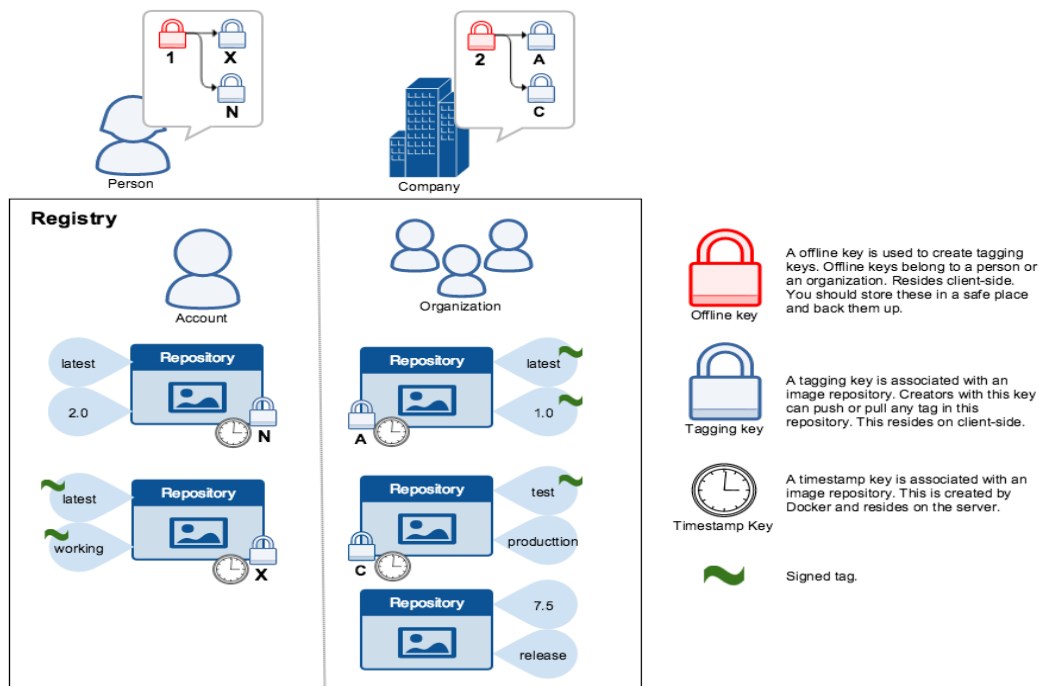 1
X
N
2
A
C
Person
Company
Registry
Account
Organization
latest
2.0
Repository
N
Repository
A
latest
1.0
latest
working
Repository
X
Repository
C
test
producttion
Repository
7.5
release
Offline key
A offline key is used to create tagging
keys. Offline keys belong to a person or
an organization. Resides client-side.
You should store these in a safe place
and back them up.
Tagging key
A tagging key is associated with an
image repository. Creators with this key
can push or pull any tag in this
repository. This resides on client-side.
Timestamp Key
A timestamp key is associated with an
image repository. This is created by
Docker and resides on the server.
Signed tag.